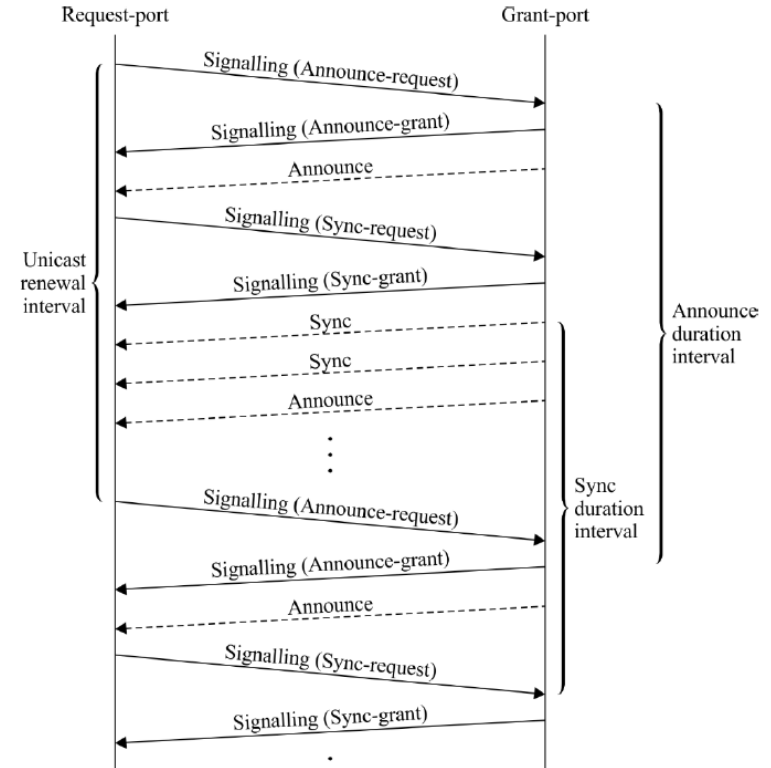 Request-port
Grant-port
Signalling (Announce-request)
Signalling (Announce-grant)
Announce
Signalling (Sync-request)
Unicast
renewal
interval
Signalling (Sync-grant)
Sync
Announce
duration
interval
Sync
Announce
Sync
duration
interval
Signalling (Announce-request)
Signalling (Announce-grant)
Announce
Signalling (Sync-request)
Signalling (Sync-grant)